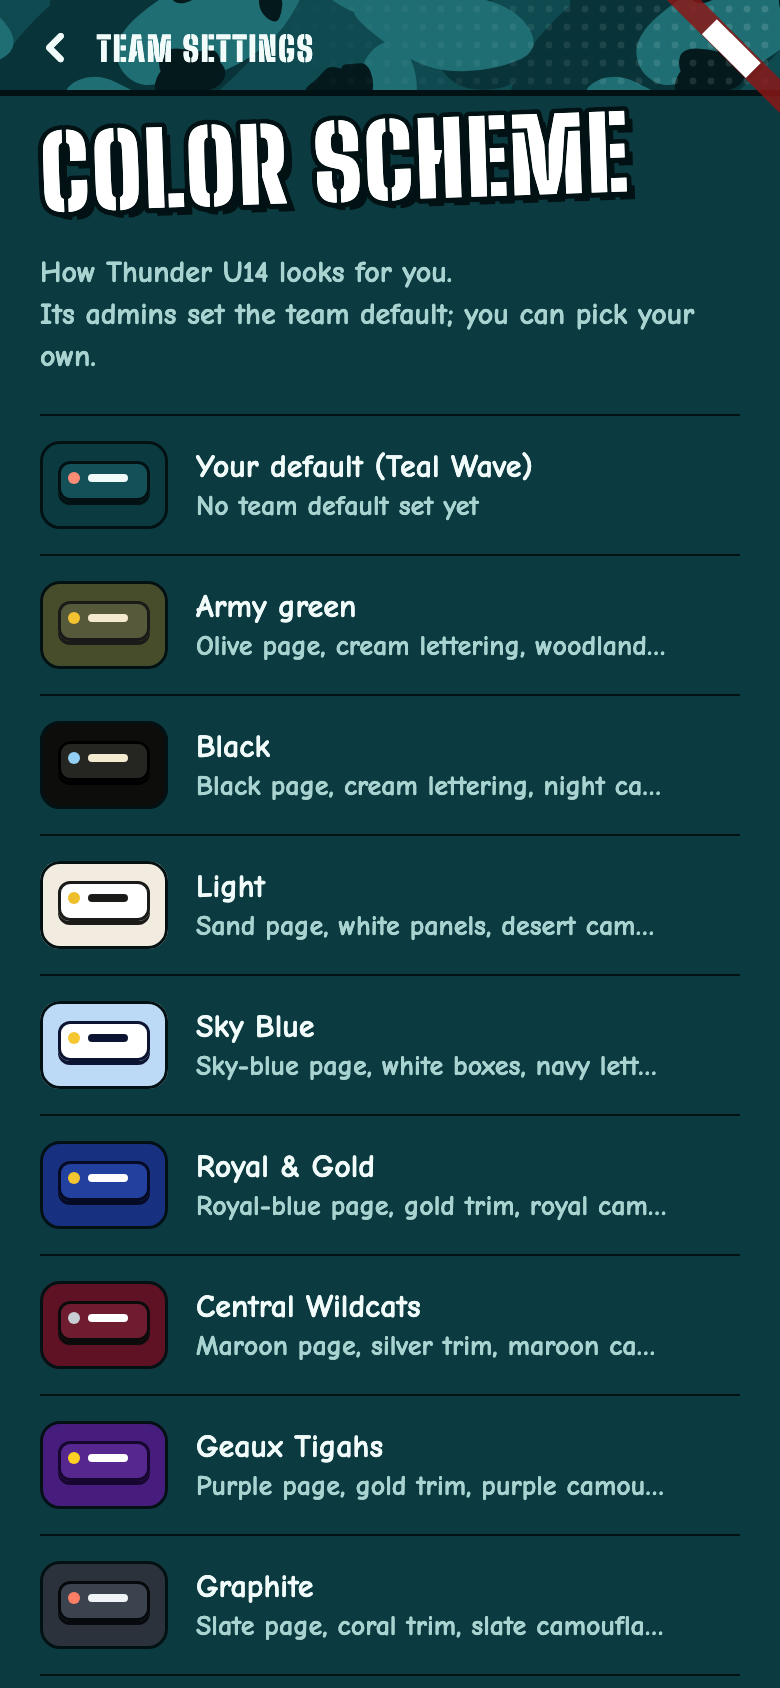 TEAM SETTINGS
COLOR SCHEME
How Thunder U14 looks for you.
Its admins set the team default; you can pick your
own.
Your default (Teal Wave)
No team default set yet
Army green
Olive page, cream lettering, woodland...
Black
Black page, cream lettering, night ca...
Light
Sand page, white panels, desert cam...
Sky Blue
Sky-blue page, white boxes, navy lett...
Royal & Gold
Royal-blue page, gold trim, royal cam...
Central Wildcats
Maroon page, silver trim, maroon ca...
Geaux Tigahs
Purple page, gold trim, purple camou...
Graphite
Slate page, coral trim, slate camoufla...